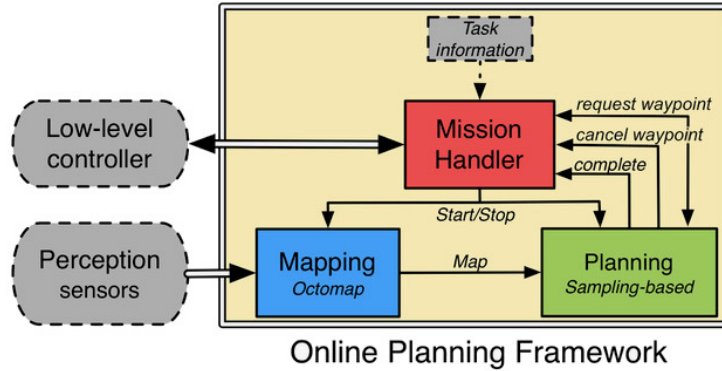 Task
information
Low-level
controller
Mission
Handler
request waypoint
cancel waypoint
complete
Start/Stop
Perception
sensors
Mapping
Octomap
Map
Planning
Sampling-based
Online Planning Framework